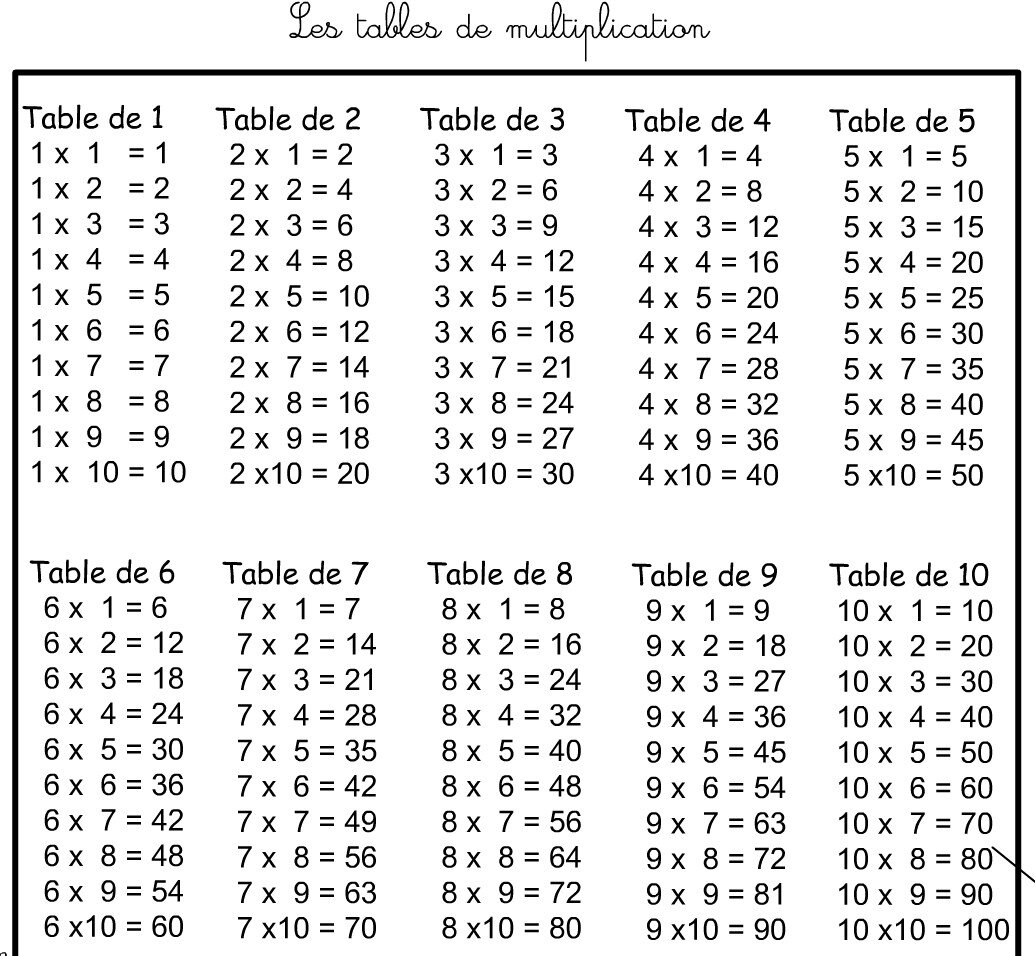 Les tables de multiplication
Table de 1
1 x 1 = 1
1 x 2 = 2
1 x 3 = 3
1 x 4 = 4
1 x 5 = 5
1 x 6 = 6
1 x 7 = 7
1 x 8 = 8
1 x 9 = 9
1 x 10 = 10
Table de 2
2 x 1 = 2
2 x 2 = 4
2 x 3 = 6
2 x 4 = 8
2 x 5 = 10
2 x 6 = 12
2 x 7 = 14
2 x 8 = 16
2 x 9 = 18
2 x10 = 20
Table de 3
3 x 1 = 3
3 x 2 = 6
3 x 3 = 9
3 x 4 = 12
3 x 5 = 15
3 x 6 = 18
3 x 7 = 21
3 x 8 = 24
3 x 9 = 27
3 x10 = 30
Table de 4
4 x 1 = 4
4 x 2 = 8
4 x 3 = 12
4 x 4 = 16
4 x 5 = 20
4 x 6 = 24
4 x 7 = 28
4 x 8 = 32
4 x 9 = 36
4 x10 = 40
Table de 5
5 x 1 = 5
5 x 2 = 10
5 x 3 = 15
5 x 4 = 20
5 x 5 = 25
5 x 6 = 30
5 x 7 = 35
5 x 8 = 40
5 x 9 = 45
5 x10 = 50
Table de 6
6 x 1 = 6
6 x 2 = 12
6 x 3 = 18
6 x 4 = 24
6 x 5 = 30
6 x 6 = 36
6 x 7 = 42
6 x 8 = 48
6 x 9 = 54
6 x10 = 60
Table de 7
7 x 1 = 7
7 x 2 = 14
7 x 3 = 21
7 x 4 = 28
7 x 5 = 35
7 x 6 = 42
7 x 7 = 49
7 x 8 = 56
7 x 9 = 63
7 x10 = 70
Table de 8
8 x 1 = 8
8 x 2 = 16
8 x 3 = 24
8 x 4 = 32
8 x 5 = 40
8 x 6 = 48
8 x 7 = 56
8 x 8 = 64
8 x 9 = 72
8 x10 = 80
Table de 9
9 x 1 = 9
9 x 2 = 18
9 x 3 = 27
9 x 4 = 36
9 x 5 = 45
9 x 6 = 54
9 x 7 = 63
9 x 8 = 72
9 x 9 = 81
9 x10 = 90
Table de 10
10 x 1 = 10
10 x 2 = 20
10 x 3 = 30
10 x 4 = 40
10 x 5 = 50
10 x 6 = 60
10 x 7 = 70
10 x 8 = 80
10 x 9 = 90
10 x10 = 100